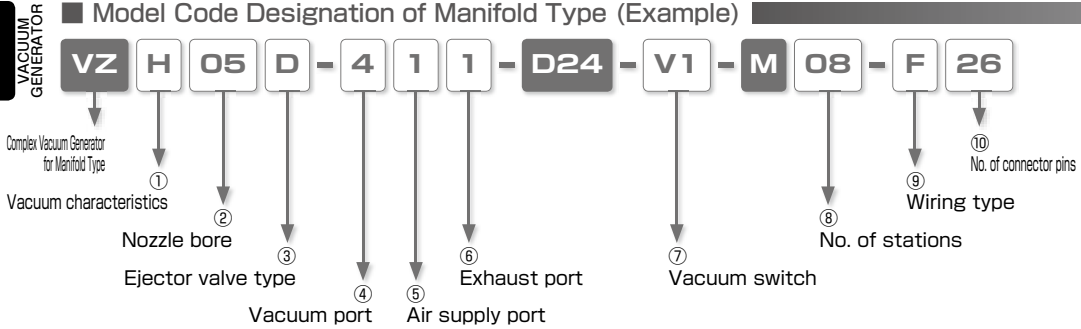 VACUUM
GENERATOR
■ Model Code Designation of Manifold Type (Example)
VZ H 05 D - 4 1 1 - D24 - V1 - M 08 - F 26
Complex Vacuum Generator
for Manifold Type
①
Vacuum characteristics
②
Nozzle bore
③
Ejector valve type
④
Vacuum port
⑤
Air supply port
⑥
Exhaust port
⑦
Vacuum switch
⑧
No. of stations
⑨
Wiring type
⑩
No. of connector pins